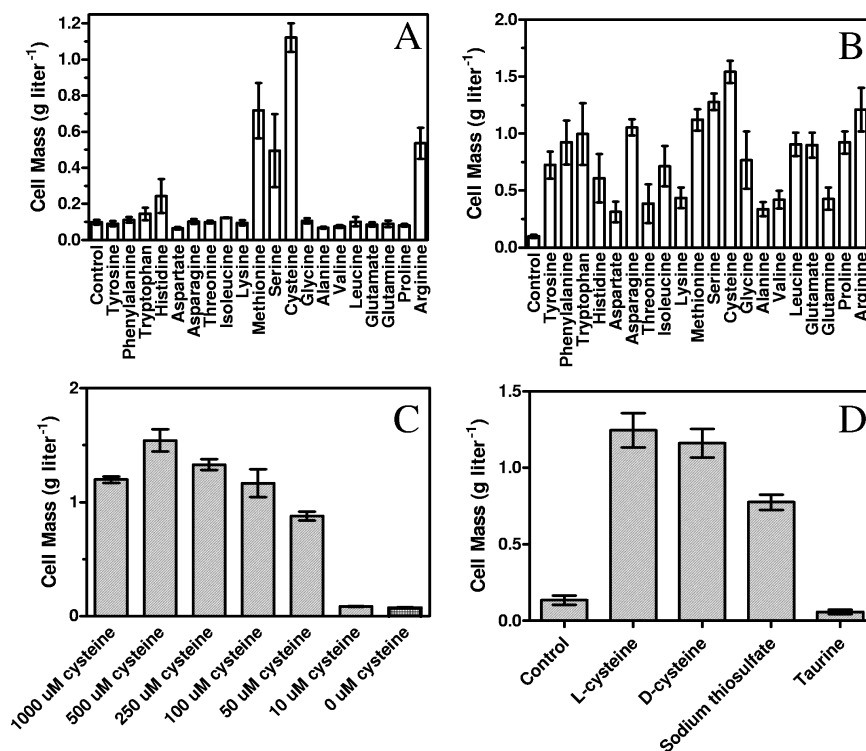 A
Cell Mass (g liter-1)
1.2
1.0
0.8
0.6
0.4
0.2
0.0
Control
Tyrosine
Phenylalanine
Tryptophan
Histidine
Aspartate
Asparagine
Threonine
Isoleucine
Lysine
Methionine
Serine
Cysteine
Glycine
Alanine
Valine
Leucine
Glutamate
Glutamine
Proline
Arginine
B
Cell Mass (g liter-1)
2.0
1.5
1.0
0.5
0.0
Control
Tyrosine
Phenylalanine
Tryptophan
Histidine
Aspartate
Asparagine
Threonine
Isoleucine
Lysine
Methionine
Serine
Cysteine
Glycine
Alanine
Valine
Leucine
Glutamate
Glutamine
Proline
Arginine
C
Cell Mass (g liter-1)
2
1
0
1000 uM cysteine
500 uM cysteine
250 uM cysteine
100 uM cysteine
50 uM cysteine
10 uM cysteine
0 uM cysteine
D
Cell Mass (g liter-1)
1.5
1.0
0.5
0.0
Control
L-cysteine
D-cysteine
Sodium thiosulfate
Taurine